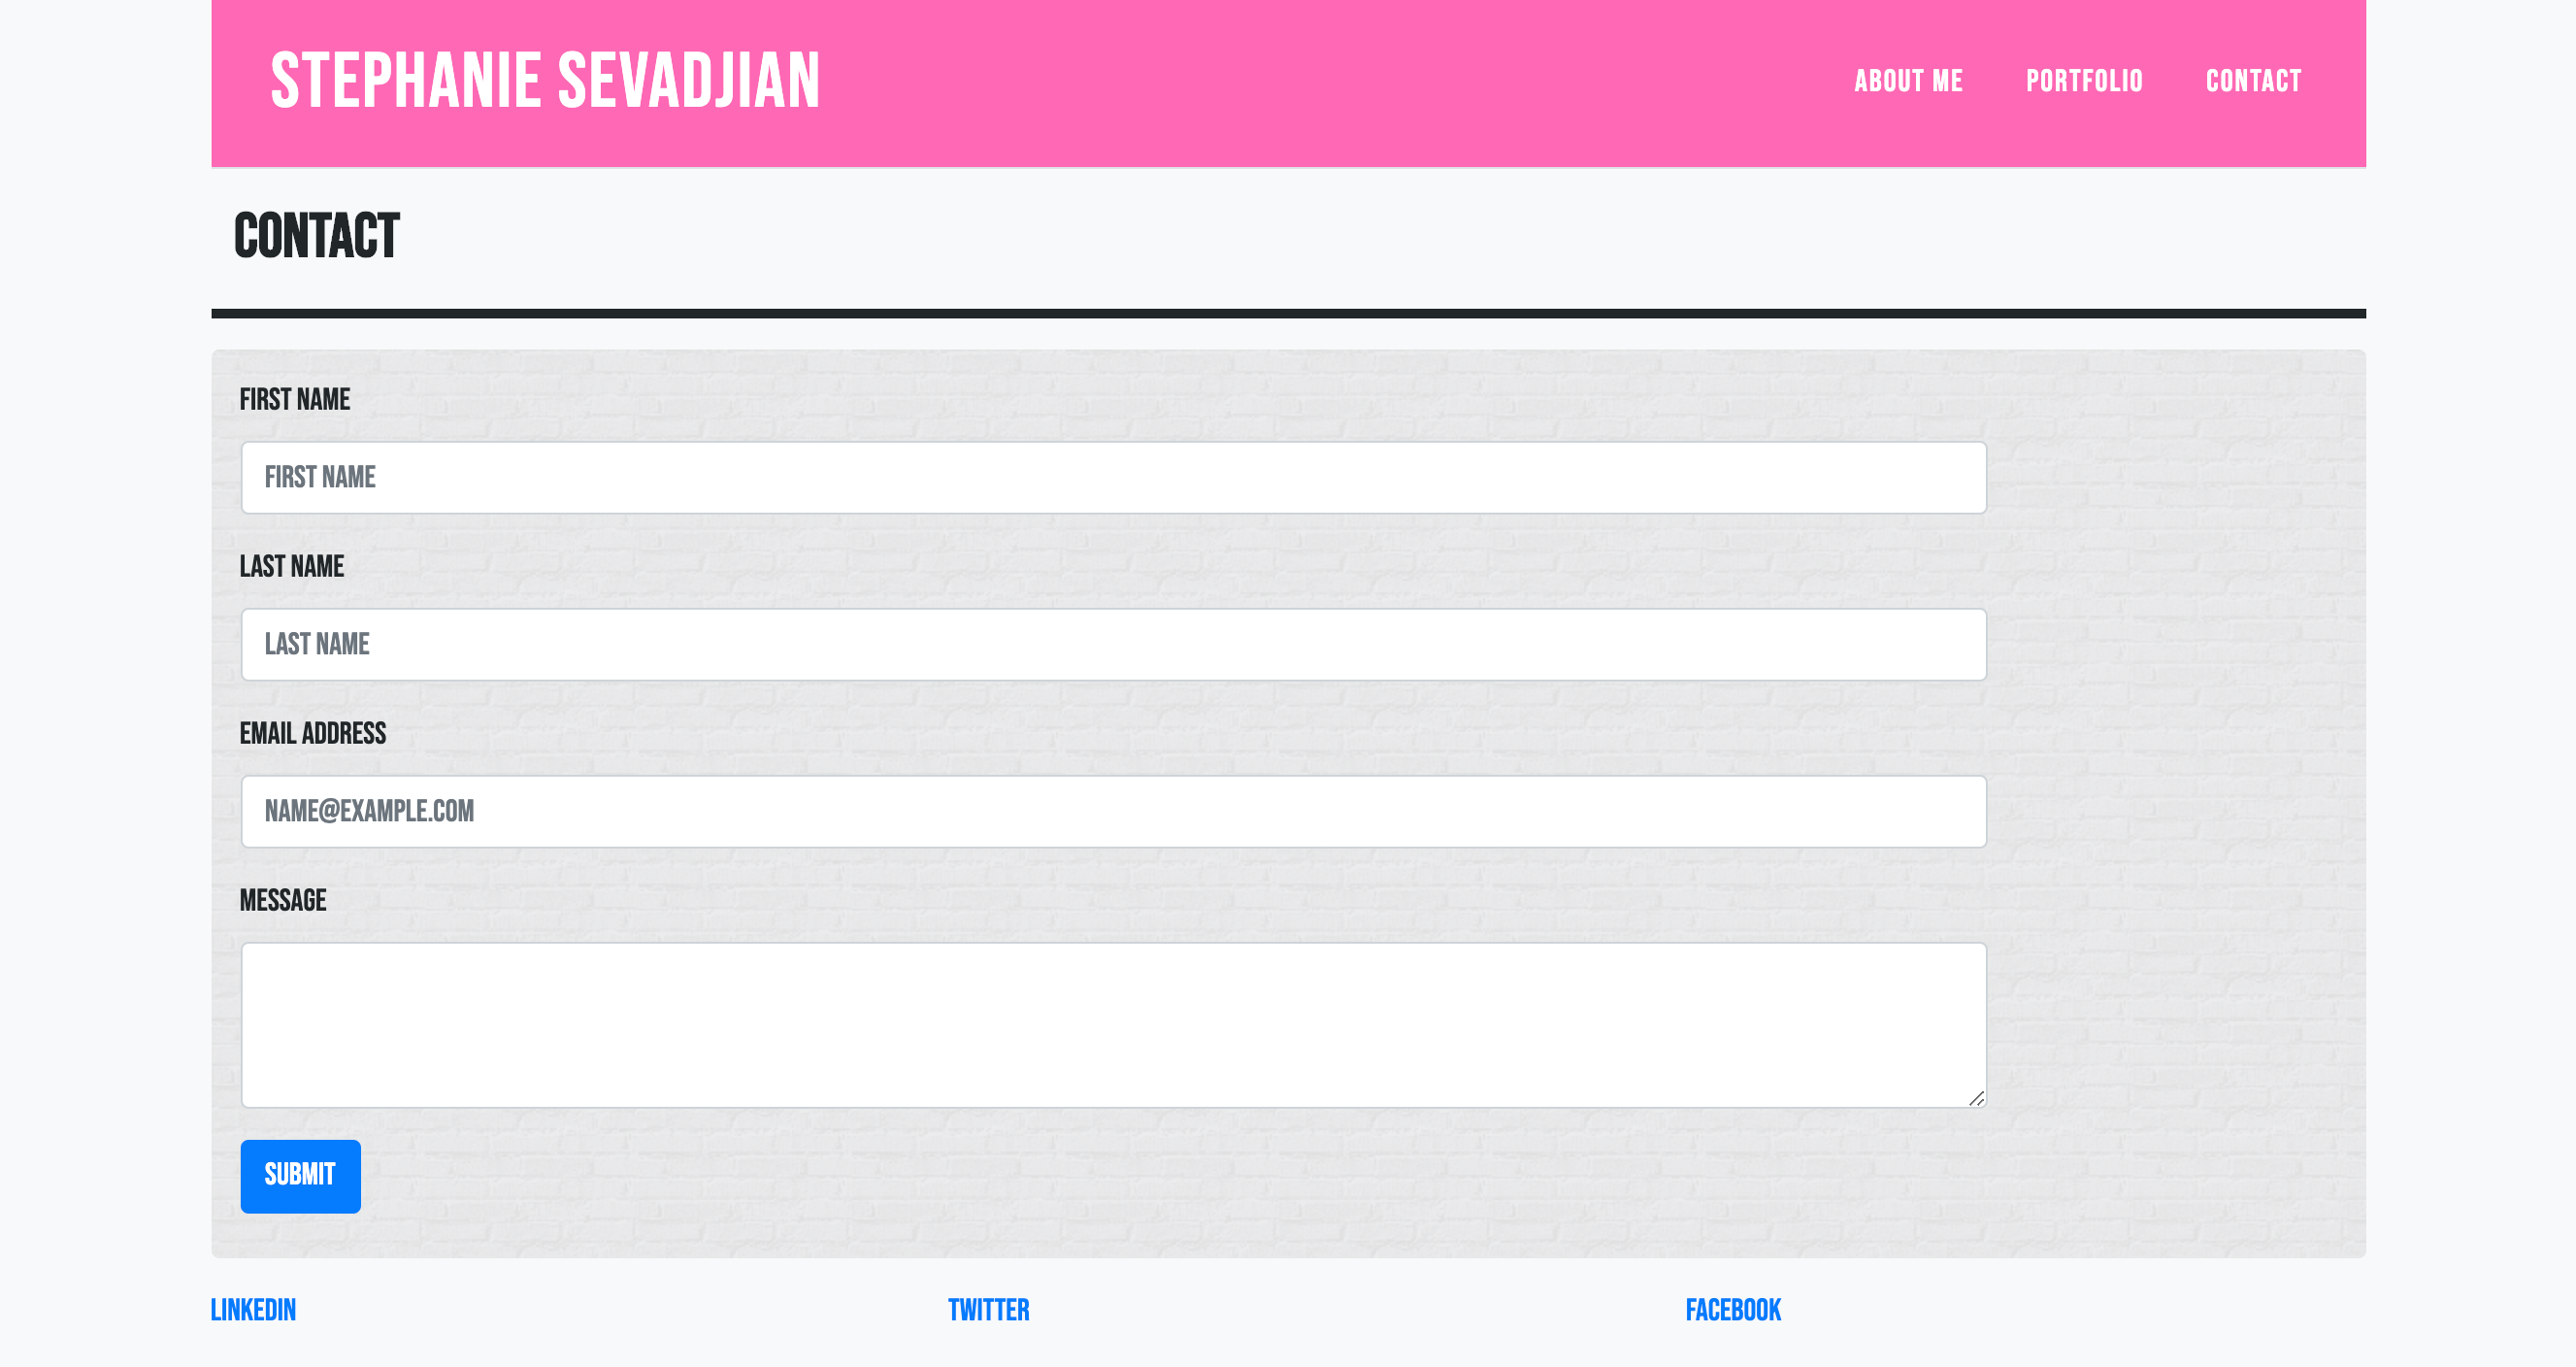 STEPHANIE SEVADJIAN ABOUT ME PORTFOLIO CONTACT
CONTACT
FIRST NAME
FIRST NAME
LAST NAME
LAST NAME
EMAIL ADDRESS
NAME@EXAMPLE.COM
MESSAGE
SUBMIT
LINKEDIN TWITTER FACEBOOK